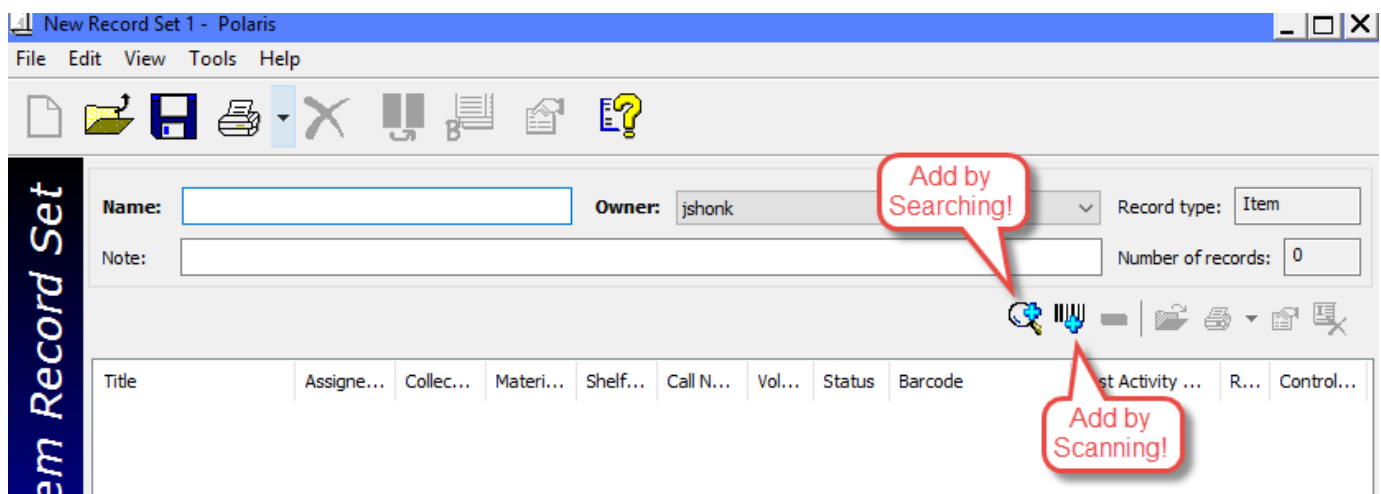 New Record Set 1 - Polaris
File Edit View Tools Help
B
Add by
Searching!
Name: Owner: jshonk Record type: Item
Note: Number of records: 0
Title Assigne... Collec... Materi... Shelf... Call N... Vol... Status Barcode st Activity ... R... Control...
Add by
Scanning!
em Record Set